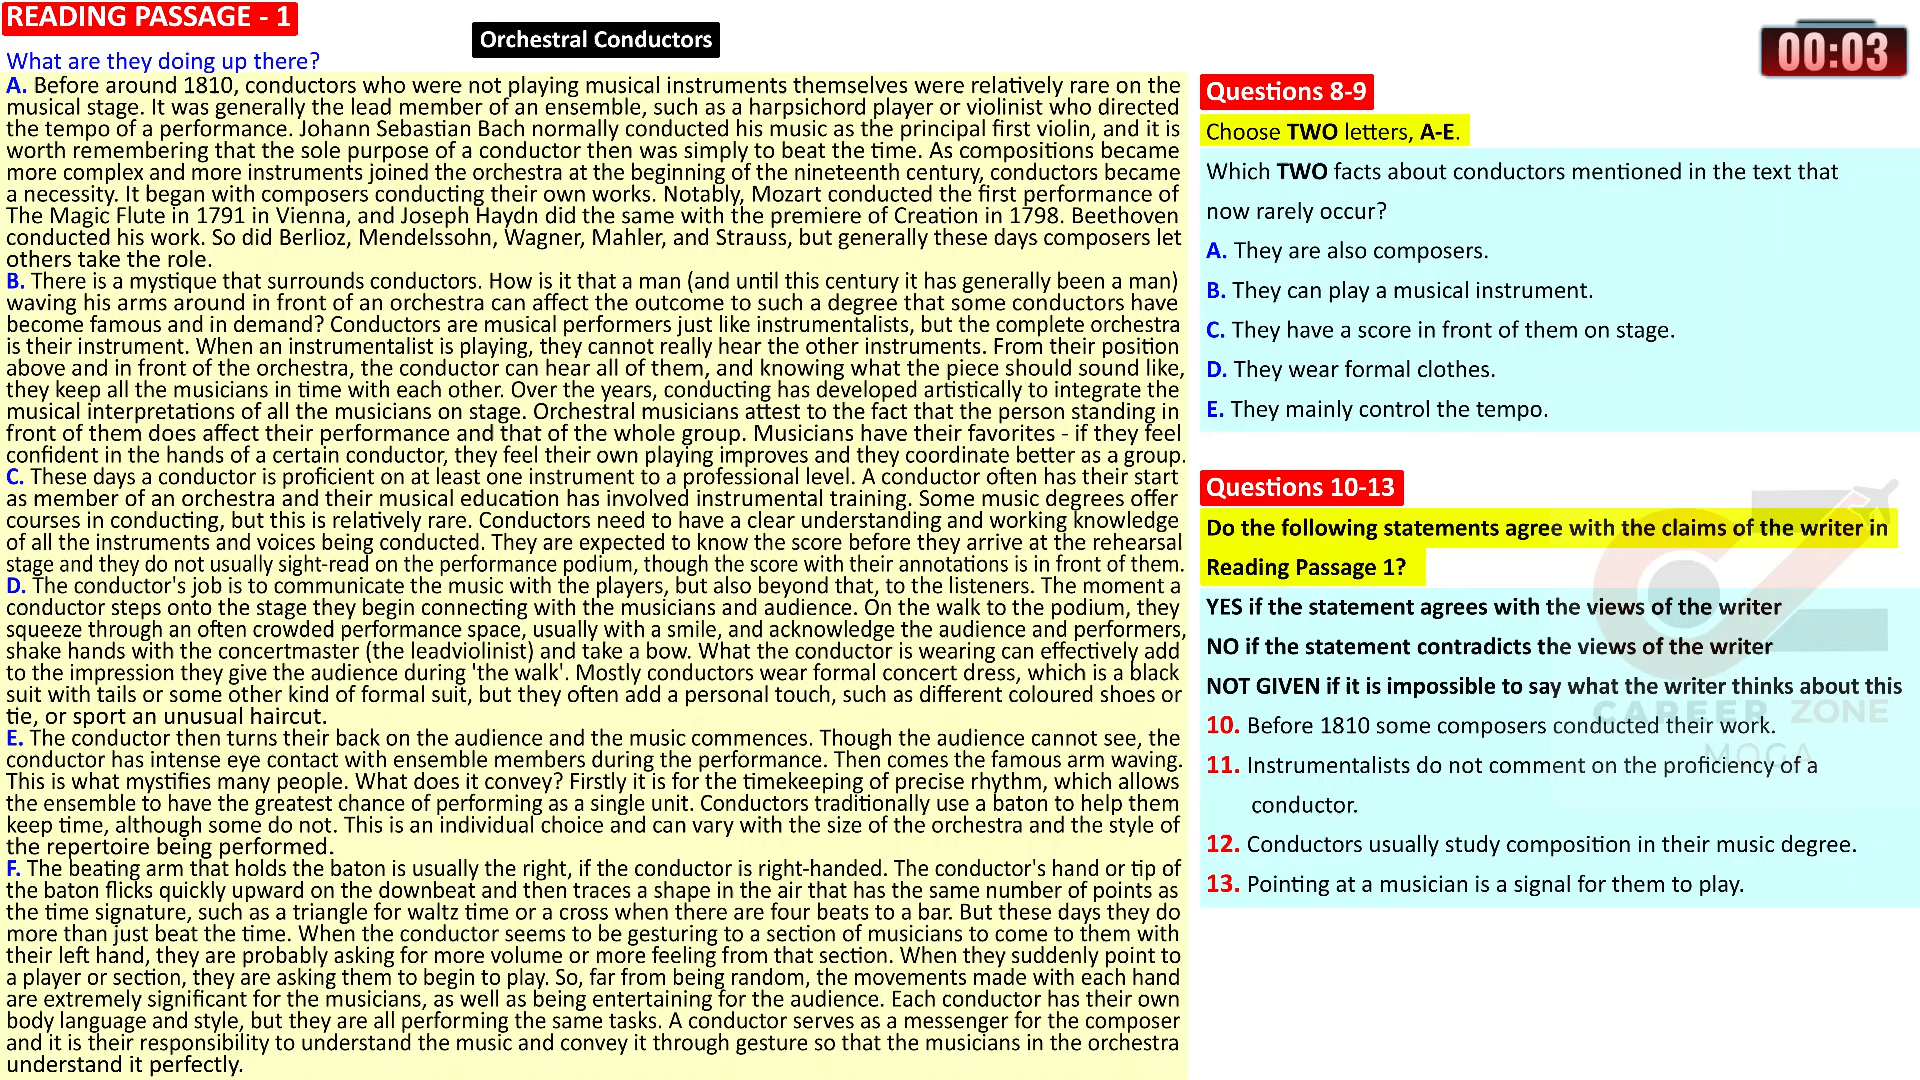 READING PASSAGE - 1
Orchestral Conductors
00:03
What are they doing up there?
A. Before around 1810, conductors who were not playing musical instruments themselves were relatively rare on the
musical stage. It was generally the lead member of an ensemble, such as a harpsichord player or violinist who directed
the tempo of a performance. Johann Sebastian Bach normally conducted his music as the principal first violin, and it is
worth remembering that the sole purpose of a conductor then was simply to beat the time. As compositions became
more complex and more instruments joined the orchestra at the beginning of the nineteenth century, conductors became
a necessity. It began with composers conducting their own works. Notably, Mozart conducted the first performance of
The Magic Flute in 1791 in Vienna, and Joseph Haydn did the same with the premiere of Creation in 1798. Beethoven
conducted his work. So did Berlioz, Mendelssohn, Wagner, Mahler, and Strauss, but generally these days composers let
others take the role.
B. There is a mystique that surrounds conductors. How is it that a man (and until this century it has generally been a man)
waving his arms around in front of an orchestra can affect the outcome to such a degree that some conductors have
become famous and in demand? Conductors are musical performers just like instrumentalists, but the complete orchestra
is their instrument. When an instrumentalist is playing, they cannot really hear the other instruments. From their position
above and in front of the orchestra, the conductor can hear all of them, and knowing what the piece should sound like,
they keep all the musicians in time with each other. Over the years, conducting has developed artistically to integrate the
musical interpretations of all the musicians on stage. Orchestral musicians attest to the fact that the person standing in
front of them does affect their performance and that of the whole group. Musicians have their favorites - if they feel
confident in the hands of a certain conductor, they feel their own playing improves and they coordinate better as a group.
C. These days a conductor is proficient on at least one instrument to a professional level. A conductor often has their start
as member of an orchestra and their musical education has involved instrumental training. Some music degrees offer
courses in conducting, but this is relatively rare. Conductors need to have a clear understanding and working knowledge
of all the instruments and voices being conducted. They are expected to know the score before they arrive at the rehearsal
stage and they do not usually sight-read on the performance podium, though the score with their annotations is in front of them.
D. The conductor's job is to communicate the music with the players, but also beyond that, to the listeners. The moment a
conductor steps onto the stage they begin connecting with the musicians and audience. On the walk to the podium, they
squeeze through an often crowded performance space, usually with a smile, and acknowledge the audience and performers,
shake hands with the concertmaster (the leadviolinist) and take a bow. What the conductor is wearing can effectively add
to the impression they give the audience during 'the walk'. Mostly conductors wear formal concert dress, which is a black
suit with tails or some other kind of formal suit, but they often add a personal touch, such as different coloured shoes or
tie, or sport an unusual haircut.
E. The conductor then turns their back on the audience and the music commences. Though the audience cannot see, the
conductor has intense eye contact with ensemble members during the performance. Then comes the famous arm waving.
This is what mystifies many people. What does it convey? Firstly it is for the timekeeping of precise rhythm, which allows
the ensemble to have the greatest chance of performing as a single unit. Conductors traditionally use a baton to help them
keep time, although some do not. This is an individual choice and can vary with the size of the orchestra and the style of
the repertoire being performed.
F. The beating arm that holds the baton is usually the right, if the conductor is right-handed. The conductor's hand or tip of
the baton flicks quickly upward on the downbeat and then traces a shape in the air that has the same number of points as
the time signature, such as a triangle for waltz time or a cross when there are four beats to a bar. But these days they do
more than just beat the time. When the conductor seems to be gesturing to a section of musicians to come to them with
their left hand, they are probably asking for more volume or more feeling from that section. When they suddenly point to
a player or section, they are asking them to begin to play. So, far from being random, the movements made with each hand
are extremely significant for the musicians, as well as being entertaining for the audience. Each conductor has their own
body language and style, but they are all performing the same tasks. A conductor serves as a messenger for the composer
and it is their responsibility to understand the music and convey it through gesture so that the musicians in the orchestra
understand it perfectly.
Questions 8-9
Choose TWO letters, A-E.
Which TWO facts about conductors mentioned in the text that
now rarely occur?
A. They are also composers.
B. They can play a musical instrument.
C. They have a score in front of them on stage.
D. They wear formal clothes.
E. They mainly control the tempo.
Questions 10-13
Do the following statements agree with the claims of the writer in
Reading Passage 1?
YES if the statement agrees with the views of the writer
NO if the statement contradicts the views of the writer
NOT GIVEN if it is impossible to say what the writer thinks about this
CAREER ZONE
MOGA
10. Before 1810 some composers conducted their work.
11. Instrumentalists do not comment on the proficiency of a
conductor.
12. Conductors usually study composition in their music degree.
13. Pointing at a musician is a signal for them to play.